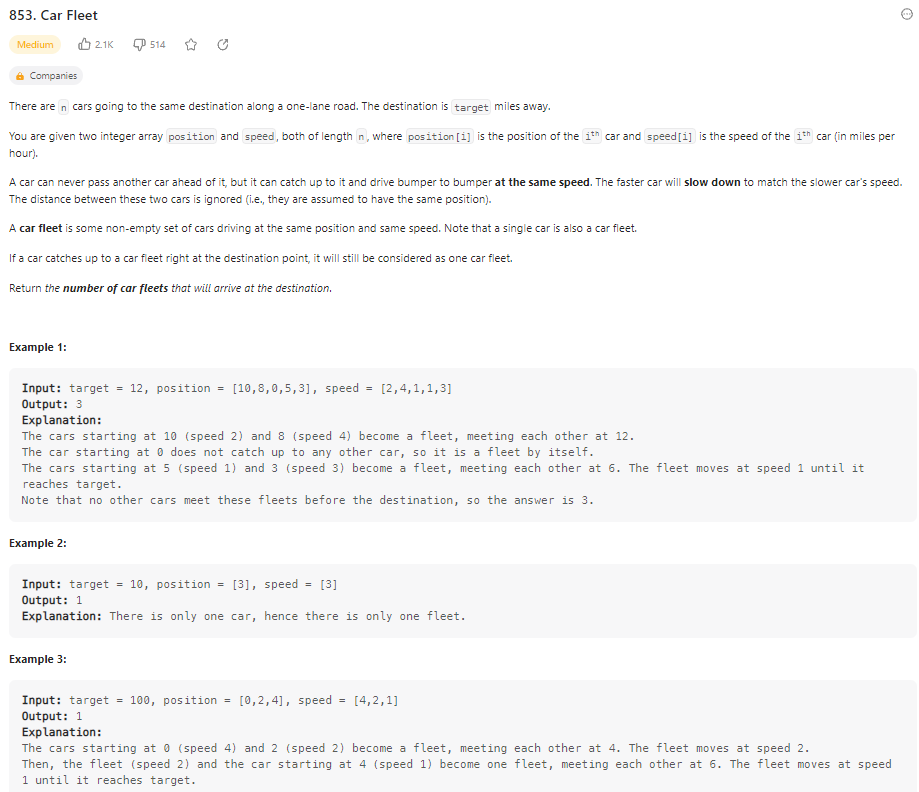 853. Car Fleet
Medium 2.1K 514
Companies
There are n cars going to the same destination along a one-lane road. The destination is target miles away.
You are given two integer array position and speed, both of length n, where position[i] is the position of the ith car and speed[i] is the speed of the ith car (in miles per
hour).
A car can never pass another car ahead of it, but it can catch up to it and drive bumper to bumper at the same speed. The faster car will slow down to match the slower car's speed.
The distance between these two cars is ignored (i.e., they are assumed to have the same position).
A car fleet is some non-empty set of cars driving at the same position and same speed. Note that a single car is also a car fleet.
If a car catches up to a car fleet right at the destination point, it will still be considered as one car fleet.
Return the number of car fleets that will arrive at the destination.
Example 1:
Input: target = 12, position = [10,8,0,5,3], speed = [2,4,1,1,3]
Output: 3
Explanation:
The cars starting at 10 (speed 2) and 8 (speed 4) become a fleet, meeting each other at 12.
The car starting at 0 does not catch up to any other car, so it is a fleet by itself.
The cars starting at 5 (speed 1) and 3 (speed 3) become a fleet, meeting each other at 6. The fleet moves at speed 1 until it
reaches target.
Note that no other cars meet these fleets before the destination, so the answer is 3.
Example 2:
Input: target = 10, position = [3], speed = [3]
Output: 1
Explanation: There is only one car, hence there is only one fleet.
Example 3:
Input: target = 100, position = [0,2,4], speed = [4,2,1]
Output: 1
Explanation:
The cars starting at 0 (speed 4) and 2 (speed 2) become a fleet, meeting each other at 4. The fleet moves at speed 2.
Then, the fleet (speed 2) and the car starting at 4 (speed 1) become one fleet, meeting each other at 6. The fleet moves at speed
1 until it reaches target.